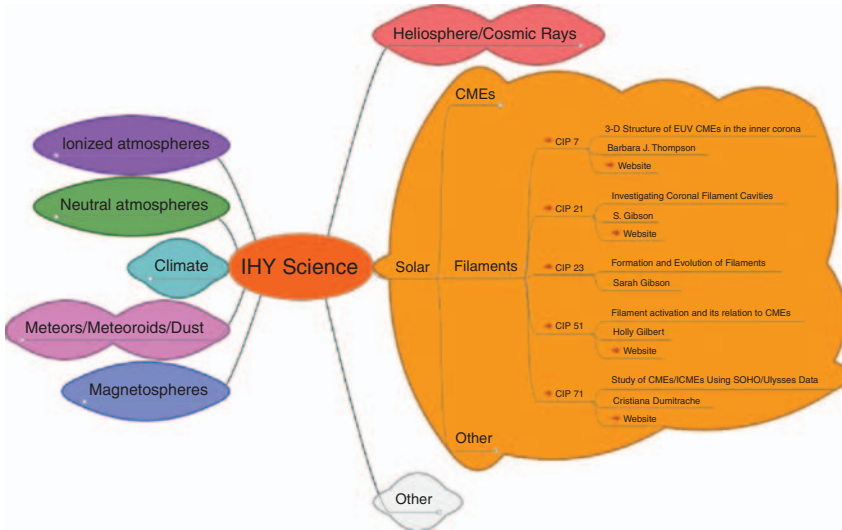 Heliosphere/Cosmic Rays
Ionized atmospheres
Neutral atmospheres
Climate
Meteors/Meteoroids/Dust
Magnetospheres
IHY Science
Solar
CMEs
Filaments
CIP 7
3-D Structure of EUV CMEs in the inner corona
Barbara J. Thompson
Website
CIP 21
Investigating Coronal Filament Cavities
S. Gibson
Website
CIP 23
Formation and Evolution of Filaments
Sarah Gibson
CIP 51
Filament activation and its relation to CMEs
Holly Gilbert
Website
CIP 71
Study of CMEs/ICMEs Using SOHO/Ulysses Data
Cristiana Dumitrache
Website
Other
Other